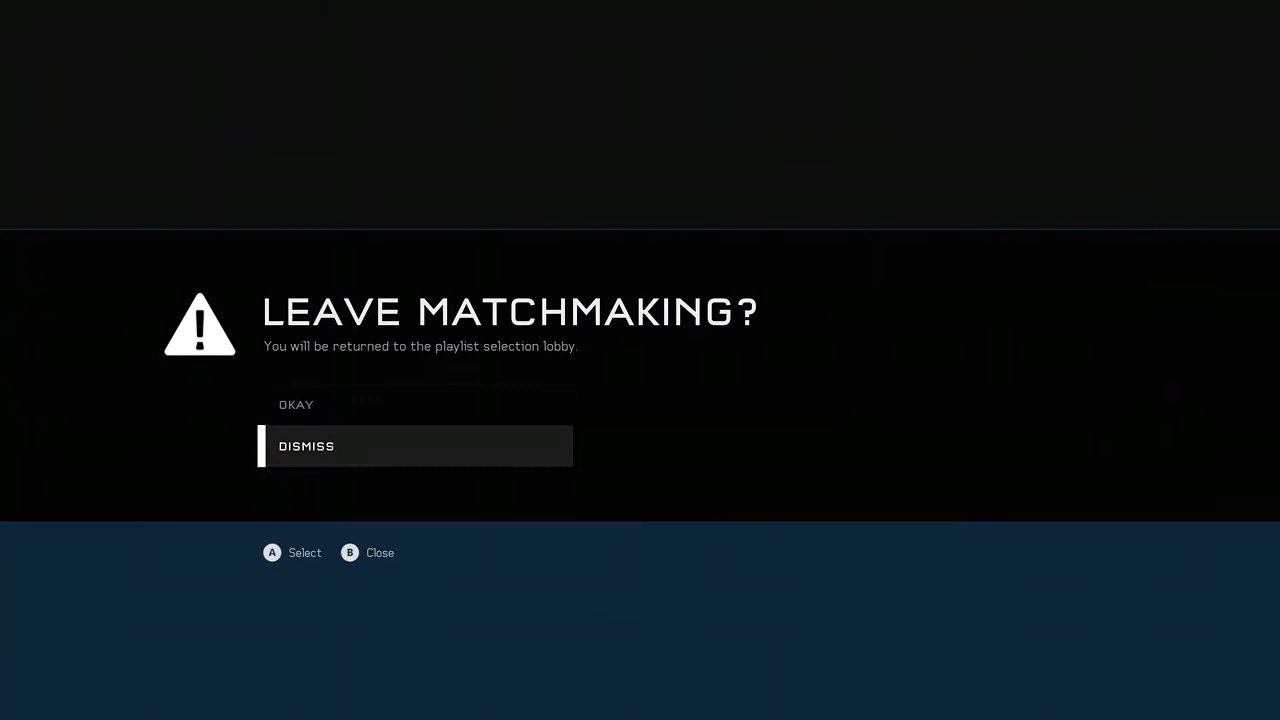 LEAVE MATCHMAKING?
You will be returned to the playlist selection lobby.
OKAY
DISMISS
A Select B Close